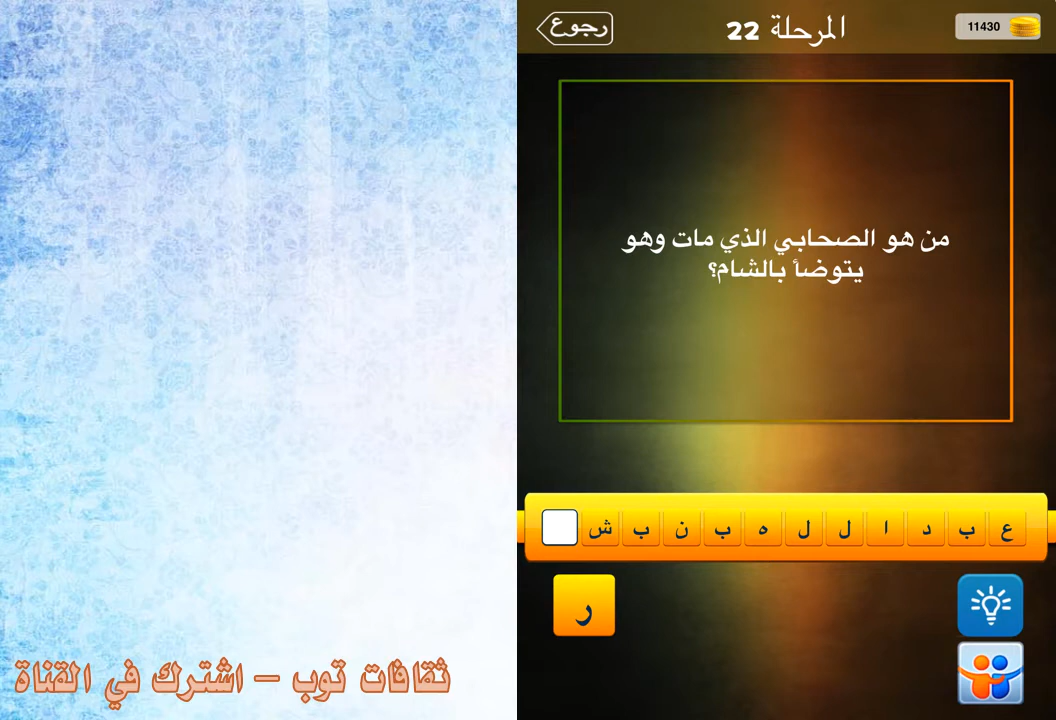 رجوع
المرحلة 22
11430
من هو الصحابي الذي مات وهو
يتوضأ بالشام؟
ع ب د ا ل ل ه ب ن ب ش
ر
ثقافات توب – اشترك في القناة